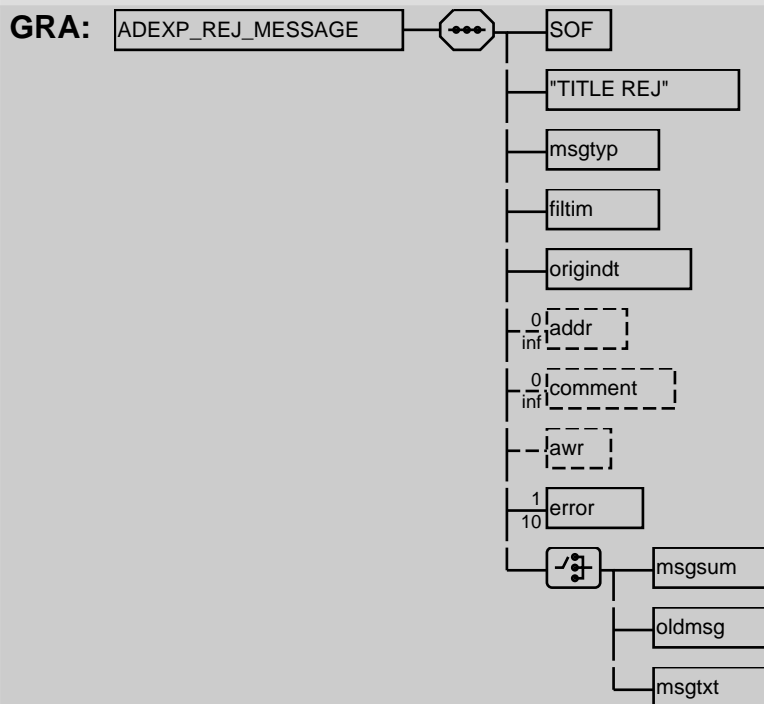 GRA: ADEXP_REJ_MESSAGE SOF
"TITLE REJ"
msgtyp
filtim
origindt
0 inf addr
0 inf comment
awr
1 10 error
msgsum
oldmsg
msgtxt